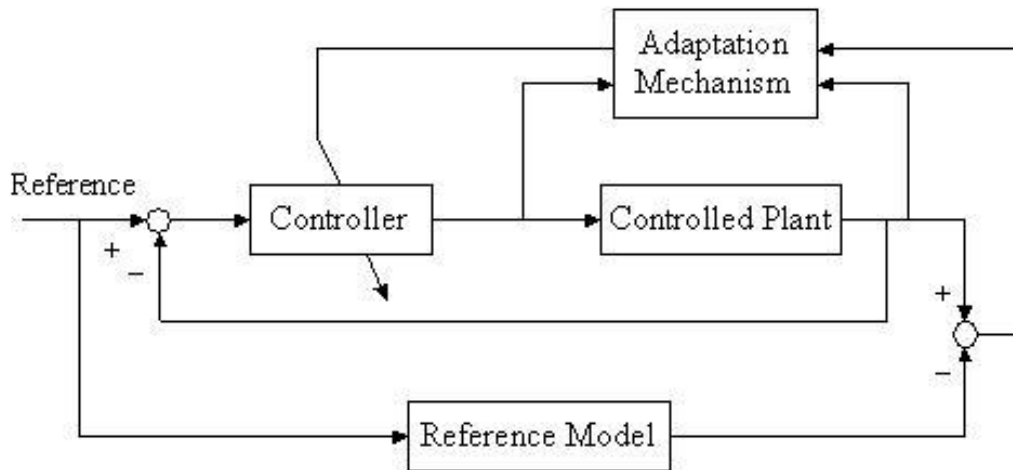 Adaptation
Mechanism
Reference
Controller
Controlled Plant
+
−
+
−
Reference Model